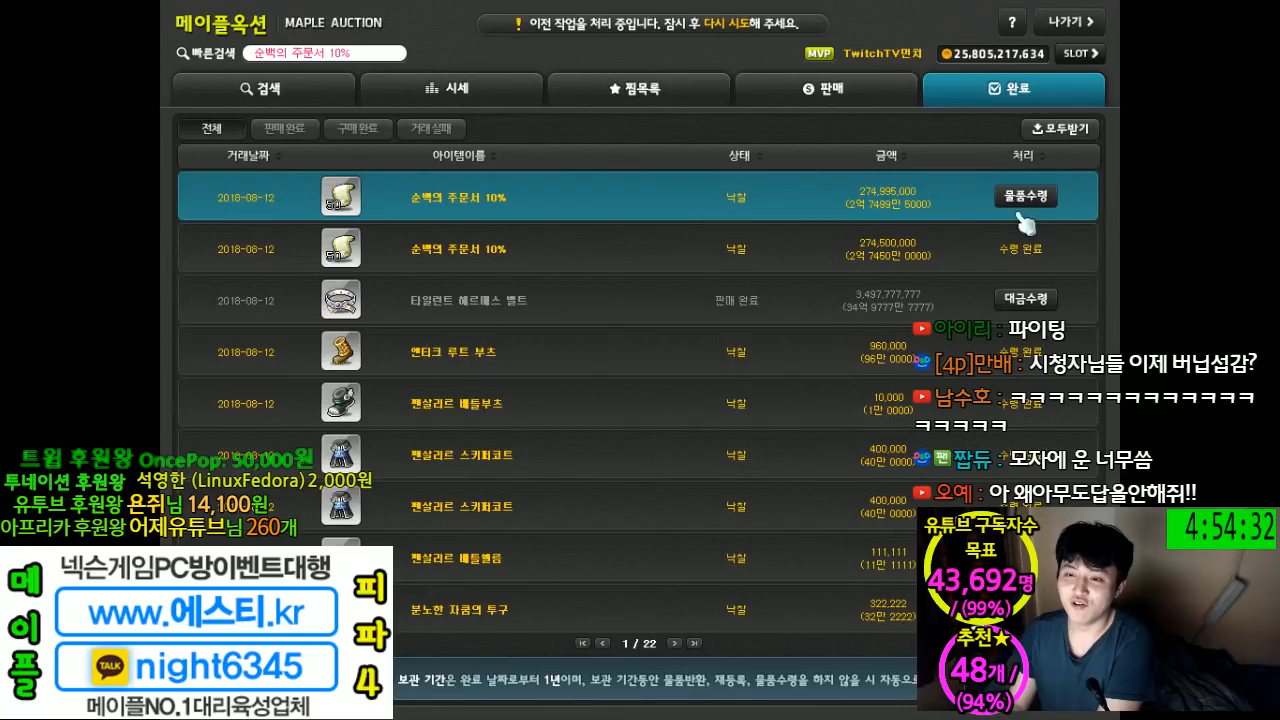 메이플옥션 MAPLE AUCTION
! 이전 작업을 처리 중입니다. 잠시 후 다시 시도해 주세요.
? 나가기 >
빠른검색 순백의 주문서 10%
MVP TwitchTV먼치 25,805,217,634 SLOT >
검색 시세 찜목록 판매 완료
전체 판매 완료 구매 완료 거래 실패 모두받기
거래날짜 아이템이름 상태 금액 처리
2018-08-12 50 순백의 주문서 10% 낙찰 274,995,000 물품수령
(2억 7499만 5000)
2018-08-12 50 순백의 주문서 10% 낙찰 274,500,000 수령 완료
(2억 7450만 0000)
2018-08-12 타일런트 헤르메스 벨트 판매 완료 3,497,777,777 대금수령
(34억 9777만 7777)
2018-08-12 앤티크 루트 부츠 낙찰 960,000 수령 완료
(96만 0000)
2018-08-12 펜살리르 배틀부츠 낙찰 10,000 수령 완료
(1만 0000)
펜살리르 스키퍼코트 낙찰 400,000
(40만 0000)
펜살리르 스키퍼코트 낙찰 400,000
(40만 0000)
펜살리르 배틀헬름 낙찰 111,111
(11만 1111)
분노한 자쿰의 투구 낙찰 322,222
(32만 2222)
1 / 22
보관 기간은 완료 날짜로부터 1년이며, 보관 기간동안 물품반환, 재등록, 물품수령을 하지 않을 시 자동으
아이리 : 파이팅
[4p]만배 : 시청자님들 이제 버닝섭감?
남수호 : ㅋㅋㅋㅋㅋㅋㅋㅋㅋㅋㅋㅋㅋ
ㅋㅋㅋㅋㅋ
팬 짭듀 : 모자에 운 너무씀
오예 : 아 왜아무도답을안해줘!!
트윕 후원왕 OncePop: 50,000원
투네이션 후원왕 석영한 (LinuxFedora) 2,000원
유투브 후원왕 욘쥐님 14,100원
아프리카 후원왕 어제유튜브님 260개
메이플
넥슨게임PC방이벤트대행
www.에스티.kr
TALK night6345
메이플NO.1대리육성업체
피파4
유튜브 구독자수
목표
43,692명
/ (99%)
추천★
48개 /
(94%)
4:54:32